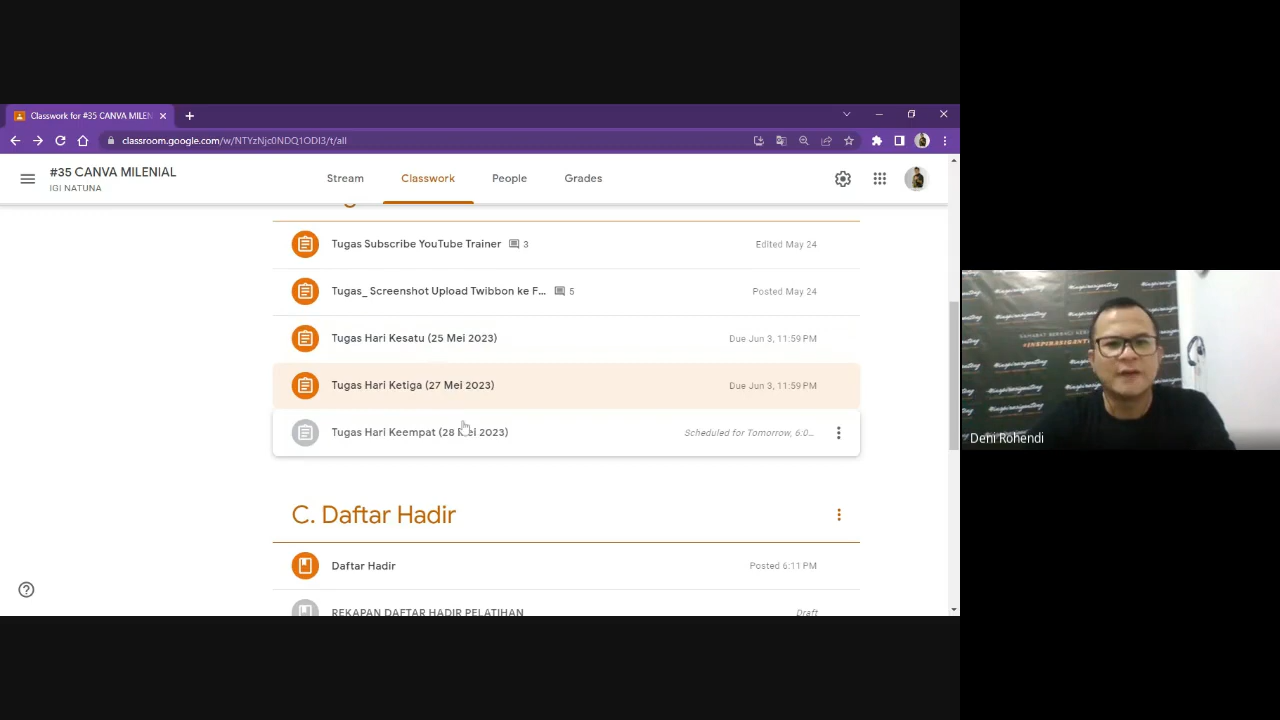 Classwork for #35 CANVA MILEN
classroom.google.com/w/NTYzNjc0NDQ1ODI3/t/all
#35 CANVA MILENIAL
IGI NATUNA
Stream
Classwork
People
Grades
Tugas Subscribe YouTube Trainer 3
Edited May 24
Tugas_ Screenshot Upload Twibbon ke F... 5
Posted May 24
Tugas Hari Kesatu (25 Mei 2023)
Due Jun 3, 11:59 PM
Tugas Hari Ketiga (27 Mei 2023)
Due Jun 3, 11:59 PM
Tugas Hari Keempat (28 Mei 2023)
Scheduled for Tomorrow, 6:0...
C. Daftar Hadir
Daftar Hadir
Posted 6:11 PM
REKAPAN DAFTAR HADIR PELATIHAN
Draft
#INSPIRASIGANT
Deni Rohendi